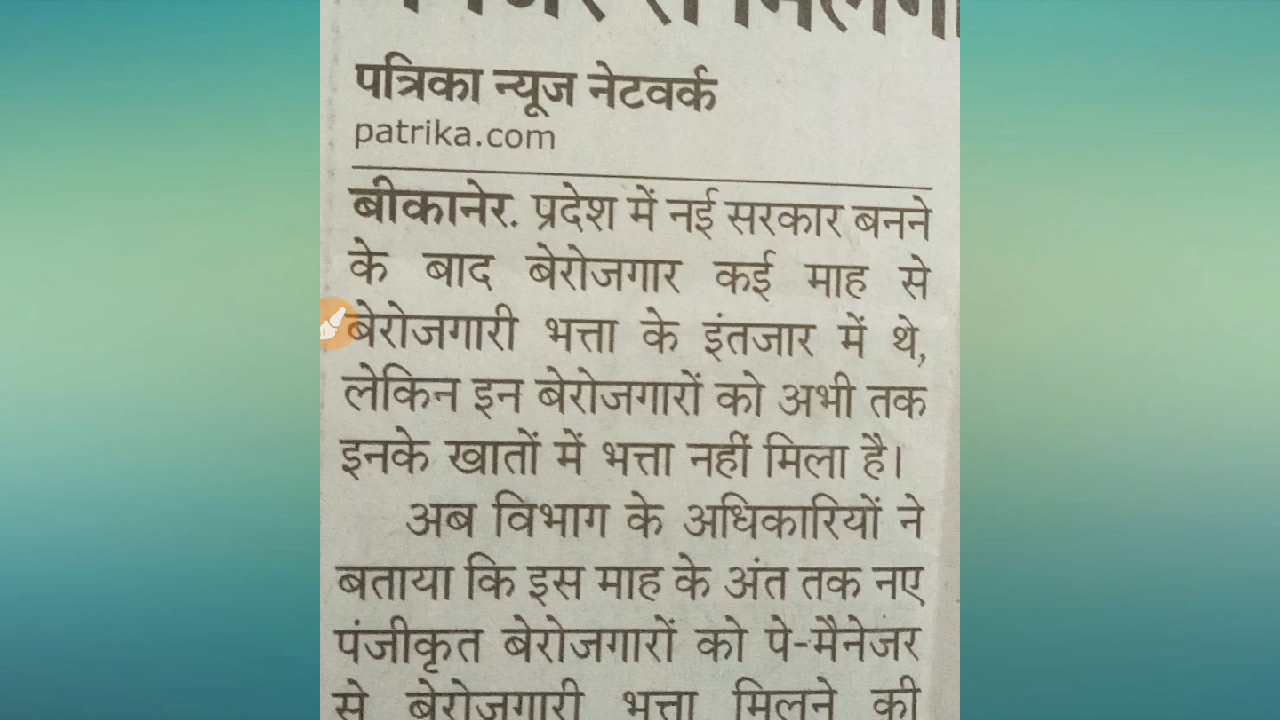 पत्रिका न्यूज नेटवर्क
patrika.com
बीकानेर. प्रदेश में नई सरकार बनने
के बाद बेरोजगार कई माह से
बेरोजगारी भत्ता के इंतजार में थे,
लेकिन इन बेरोजगारों को अभी तक
इनके खातों में भत्ता नहीं मिला है।
अब विभाग के अधिकारियों ने
बताया कि इस माह के अंत तक नए
पंजीकृत बेरोजगारों को पे-मैनेजर
से बेरोजगारी भत्ता मिलने की